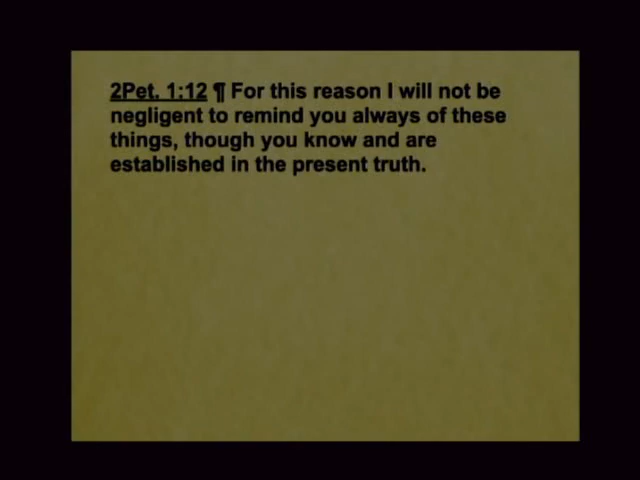 2Pet. 1:12 ¶ For this reason I will not be
negligent to remind you always of these
things, though you know and are
established in the present truth.